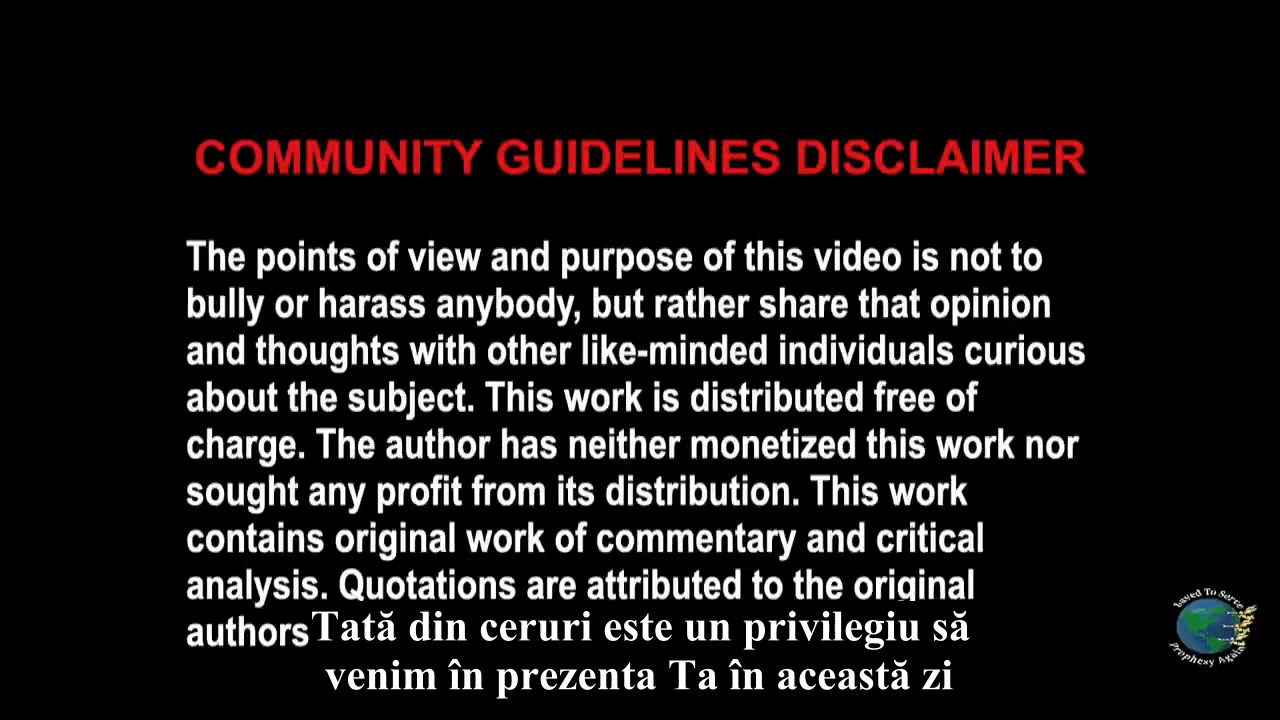 COMMUNITY GUIDELINES DISCLAIMER
The points of view and purpose of this video is not to
bully or harass anybody, but rather share that opinion
and thoughts with other like-minded individuals curious
about the subject. This work is distributed free of
charge. The author has neither monetized this work nor
sought any profit from its distribution. This work
contains original work of commentary and critical
analysis. Quotations are attributed to the original
authors
Tată din ceruri este un privilegiu să
venim în prezenta Ta în această zi
To Serve
Prophesy Again